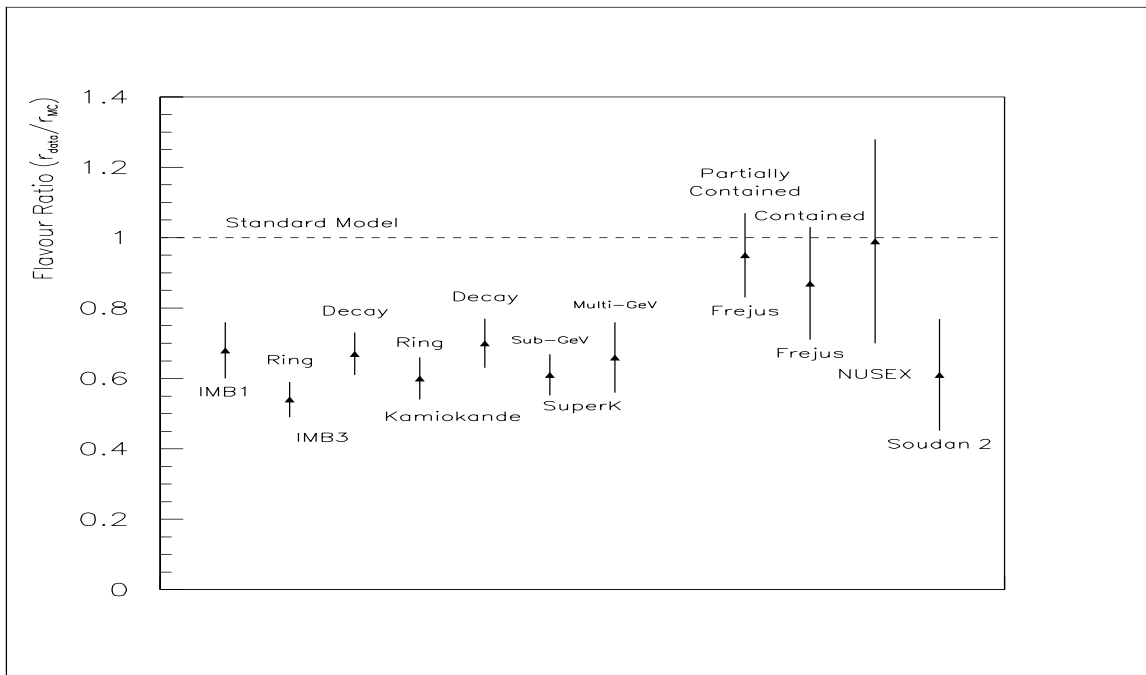 Flavour Ratio (r_data/r_MC)
1.4
1.2
1
0.8
0.6
0.4
0.2
0
Standard Model
IMB1
Ring
IMB3
Decay
Ring
Kamiokande
Decay
Sub-GeV
SuperK
Multi-GeV
Partially
Contained
Frejus
Contained
Frejus
NUSEX
Soudan 2